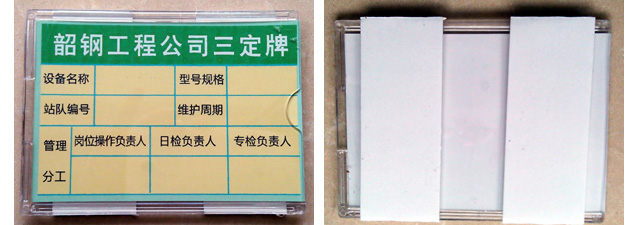 韶钢工程公司三定牌
设备名称 型号规格
站队编号 维护周期
管理 岗位操作负责人 日检负责人 专检负责人
分工